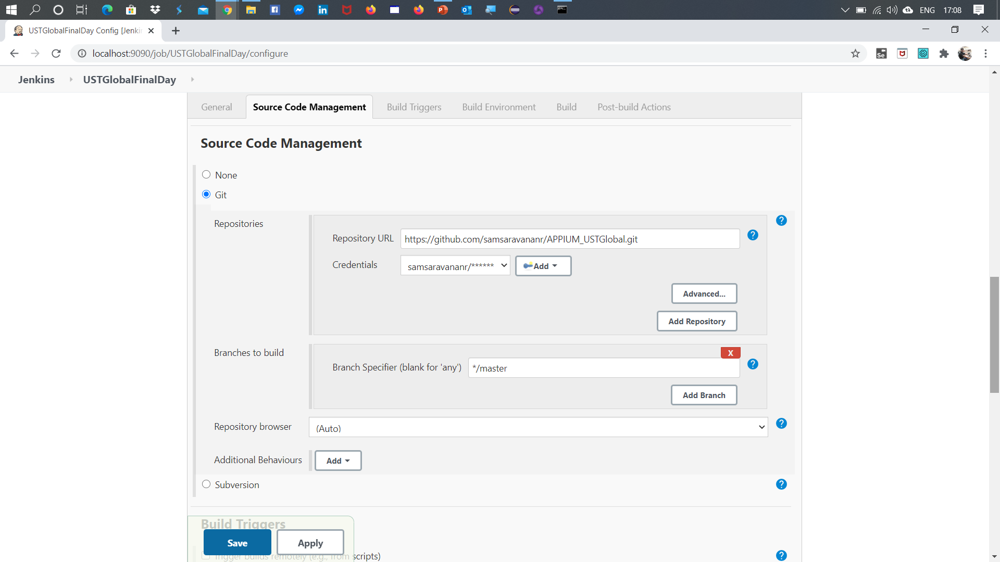 ENG 17:08
USTGlobalFinalDay Config [Jenki
localhost:9090/job/USTGlobalFinalDay/configure
Se
Jenkins USTGlobalFinalDay
General Source Code Management Build Triggers Build Environment Build Post-build Actions
Source Code Management
None
Git
Repositories
Repository URL https://github.com/samsaravananr/APPIUM_USTGlobal.git
Credentials samsaravananr/****** Add
Advanced...
Add Repository
Branches to build
X
Branch Specifier (blank for 'any') */master
Add Branch
Repository browser (Auto)
Additional Behaviours Add
Subversion
Build Triggers
Save Apply
Trigger builds remotely (e.g., from scripts)